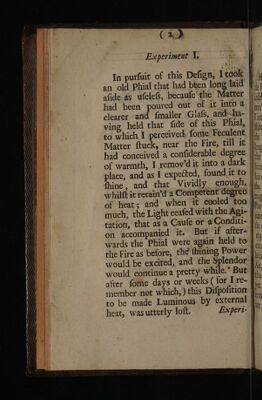 ( 2 )
Experiment I.
In pursuit of this Design, I took
an old Phial that had been long laid
aside as useless, because the Matter
had been poured out of it into a
clearer and smaller Glass, and ha-
ving held that side of this Phial,
to which I perceived some Feculent
Matter stuck, near the Fire, till it
had conceived a considerable degree
of warmth, I remov'd it into a dark
place, and as I expected, found it to
shine, and that Vividly enough,
whilst it retain'd a Competent degree
of heat; and when it cooled too
much, the Light ceased with the Agi-
tation, that as a Cause or a Conditi-
on accompanied it. But if after-
wards the Phial were again held to
the Fire as before, the shining Power
would be excited, and the Splendor
would continue a pretty while. But
after some days or weeks ( for I re-
member not which, ) this Disposition
to be made Luminous by external
heat, was utterly lost. Experi-